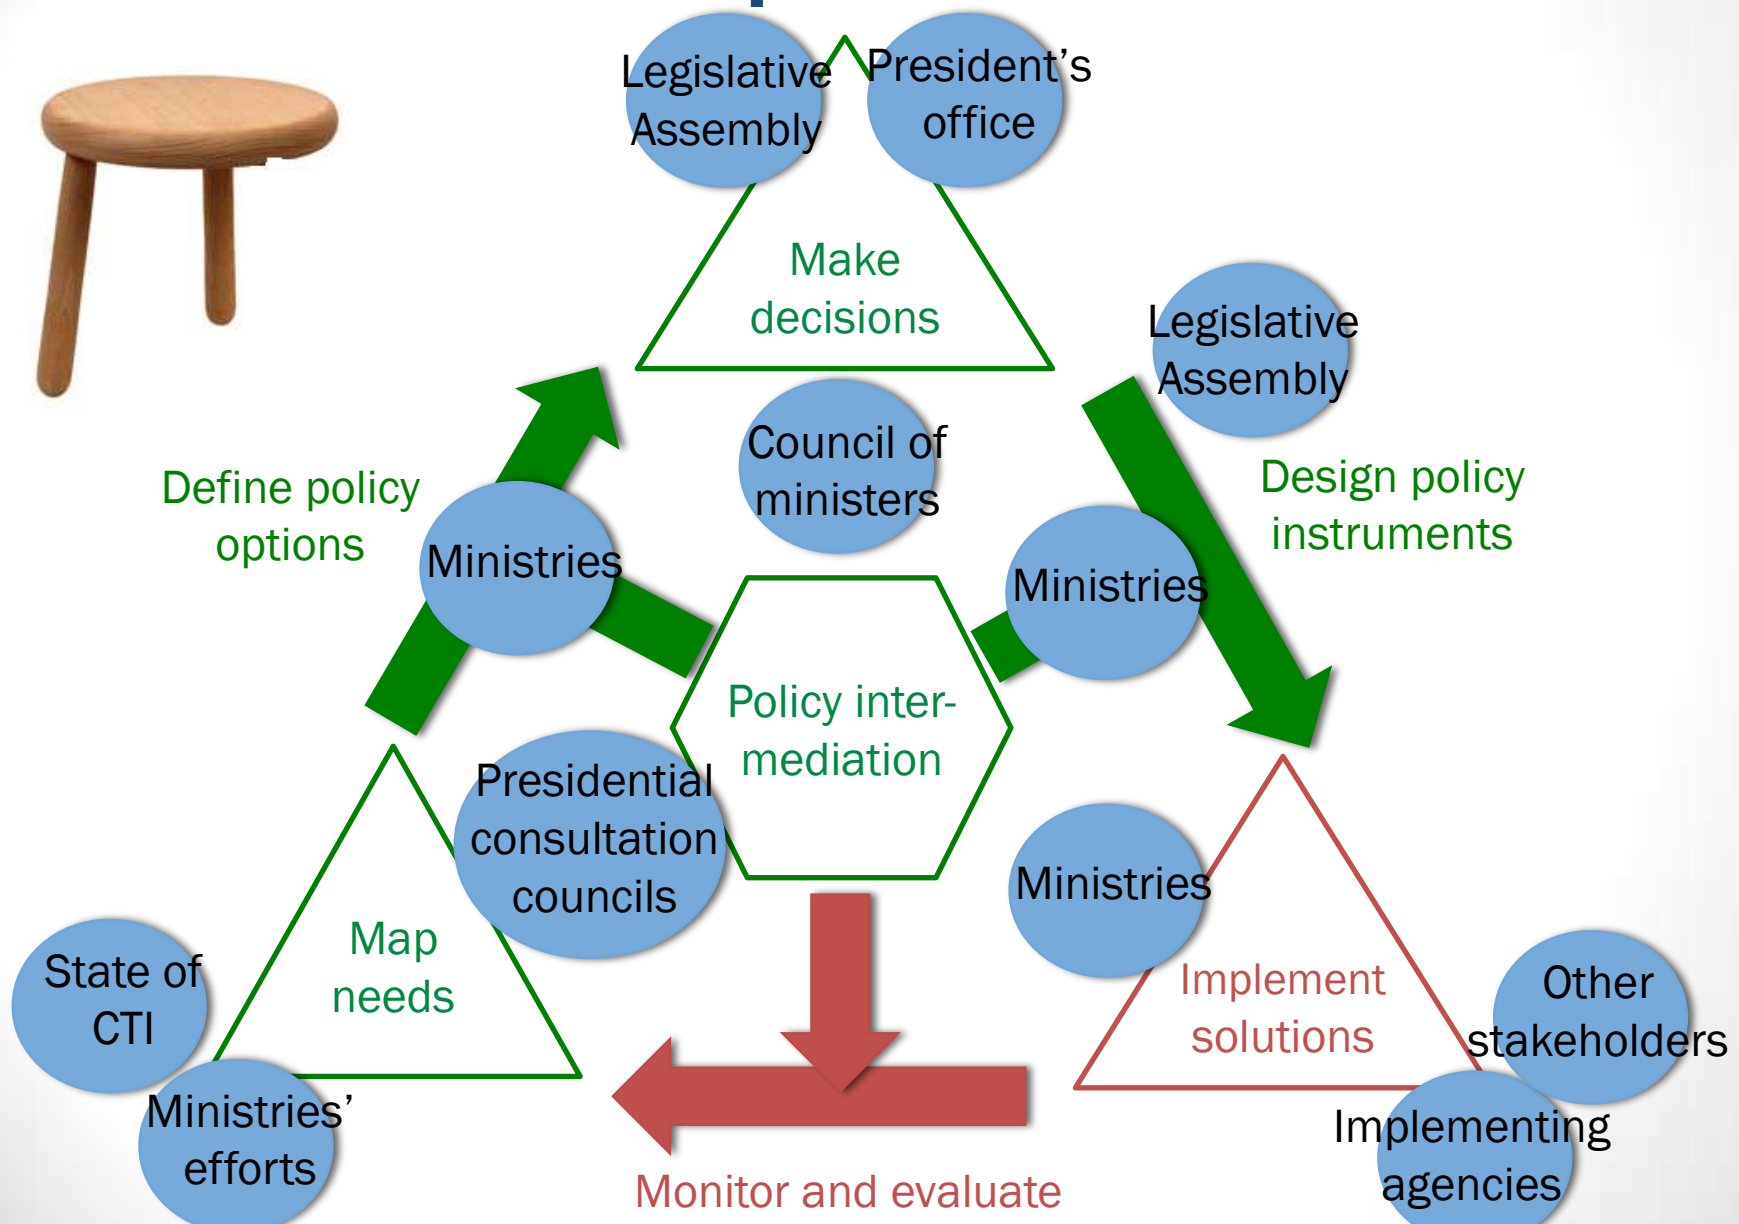 Legislative
Assembly
President's
office
Make
decisions
Legislative
Assembly
Council of
ministers
Define policy
options
Design policy
instruments
Ministries
Ministries
Policy inter-
mediation
Presidential
consultation
councils
Ministries
Map
needs
State of
CTI
Implement
solutions
Other
stakeholders
Ministries'
efforts
Implementing
agencies
Monitor and evaluate